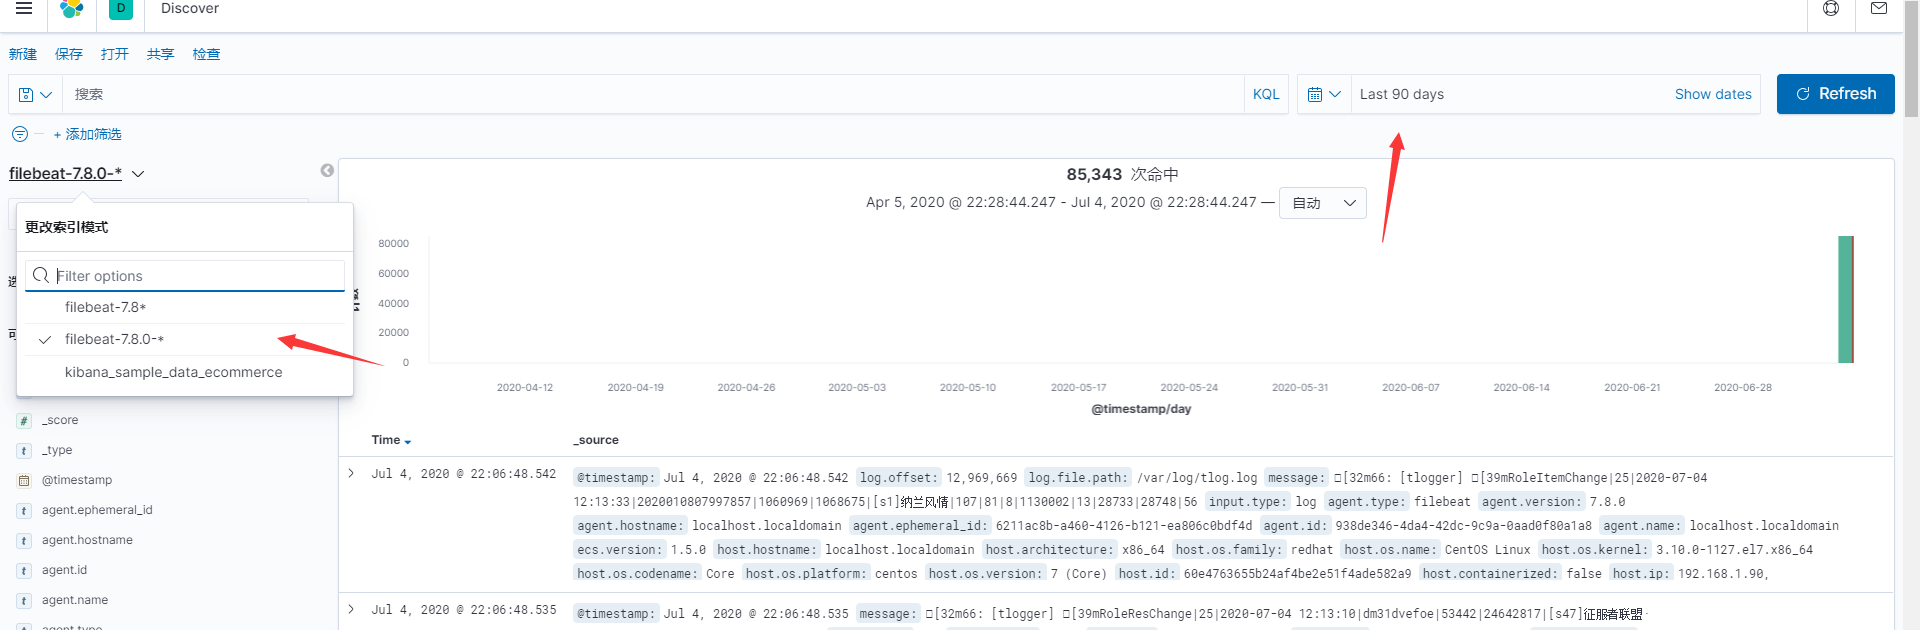 D Discover
新建 保存 打开 共享 检查
搜索 KQL Last 90 days Show dates Refresh
+ 添加筛选
filebeat-7.8.0-*
更改索引模式
Filter options
filebeat-7.8*
filebeat-7.8.0-*
kibana_sample_data_ecommerce
# _score
t _type
@timestamp
t agent.ephemeral_id
t agent.hostname
t agent.id
t agent.name
agent.type
85,343 次命中
Apr 5, 2020 @ 22:28:44.247 - Jul 4, 2020 @ 22:28:44.247 — 自动
80000
60000
40000
20000
0
2020-04-12 2020-04-19 2020-04-26 2020-05-03 2020-05-10 2020-05-17 2020-05-24 2020-05-31 2020-06-07 2020-06-14 2020-06-21 2020-06-28
@timestamp/day
Time _source
Jul 4, 2020 @ 22:06:48.542 @timestamp: Jul 4, 2020 @ 22:06:48.542 log.offset: 12,969,669 log.file.path: /var/log/tlog.log message: □[32m66: [tlogger] □[39mRoleItemChange|25|2020-07-04
12:13:33|2020010807997857|1060969|1068675|[s1]纳兰风情|107|81|8|1130002|13|28733|28748|56 input.type: log agent.type: filebeat agent.version: 7.8.0
agent.hostname: localhost.localdomain agent.ephemeral_id: 6211ac8b-a460-4126-b121-ea806c0bdf4d agent.id: 938de346-4da4-42dc-9c9a-0aad0f80a1a8 agent.name: localhost.localdomain
ecs.version: 1.5.0 host.hostname: localhost.localdomain host.architecture: x86_64 host.os.family: redhat host.os.name: CentOS Linux host.os.kernel: 3.10.0-1127.el7.x86_64
host.os.codename: Core host.os.platform: centos host.os.version: 7 (Core) host.id: 60e4763655b24af4be2e51f4ade582a9 host.containerized: false host.ip: 192.168.1.90,
Jul 4, 2020 @ 22:06:48.535 @timestamp: Jul 4, 2020 @ 22:06:48.535 message: □[32m66: [tlogger] □[39mRoleResChange|25|2020-07-04 12:13:10|dm31dvefoe|53442|24642817|[s47]征服者联盟·